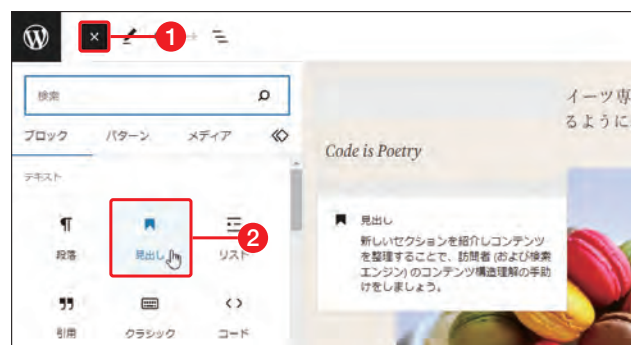 1
検索
ブロック
パターン
メディア
テキスト
段落
見出し
リスト
2
引用
クラシック
コード
イーツ専
るように
Code is Poetry
見出し
新しいセクションを紹介しコンテンツ
を整理することで、訪問者 (および検索
エンジン) のコンテンツ構造理解の手助
けをしましょう。